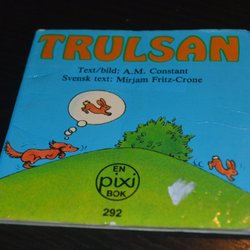 TRULSAN
Text/bild: A.M. Constant
Svensk text: Mirjam Fritz-Crone
EN
pixi
BOK
292